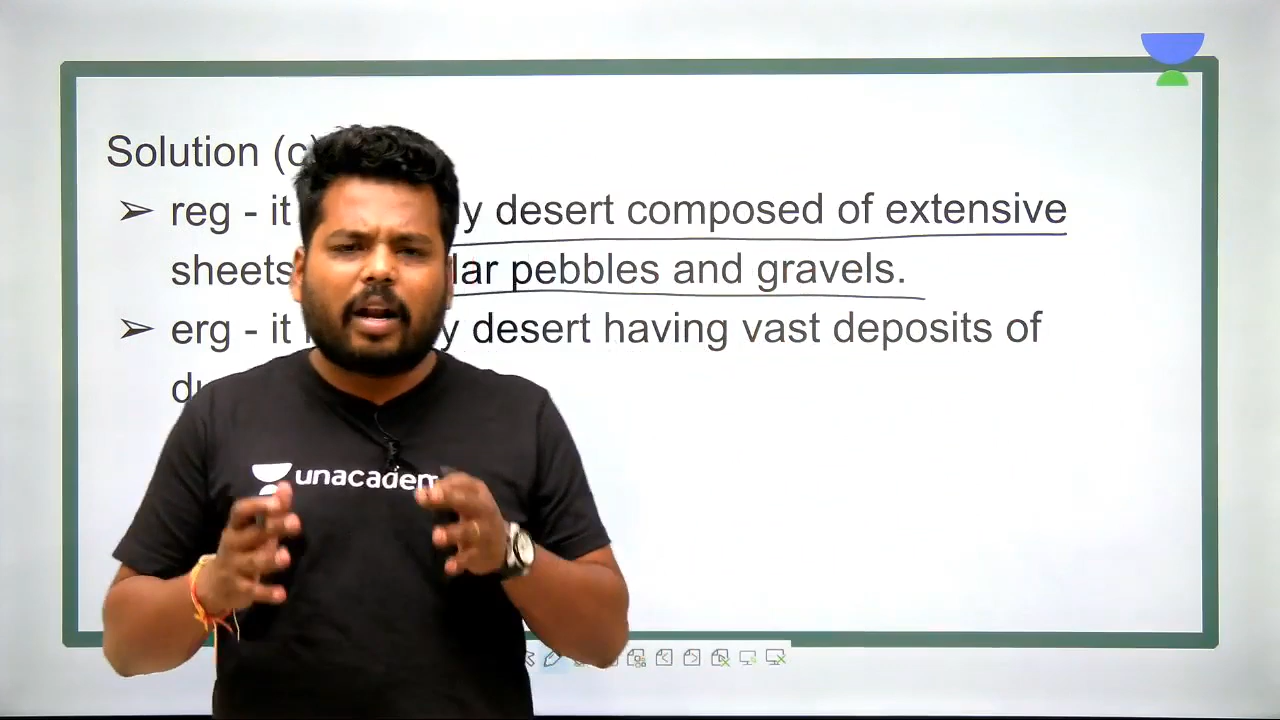 Solution (c)
➢ reg - it y desert composed of extensive
sheets lar pebbles and gravels.
➢ erg - it y desert having vast deposits of
du
unacadem